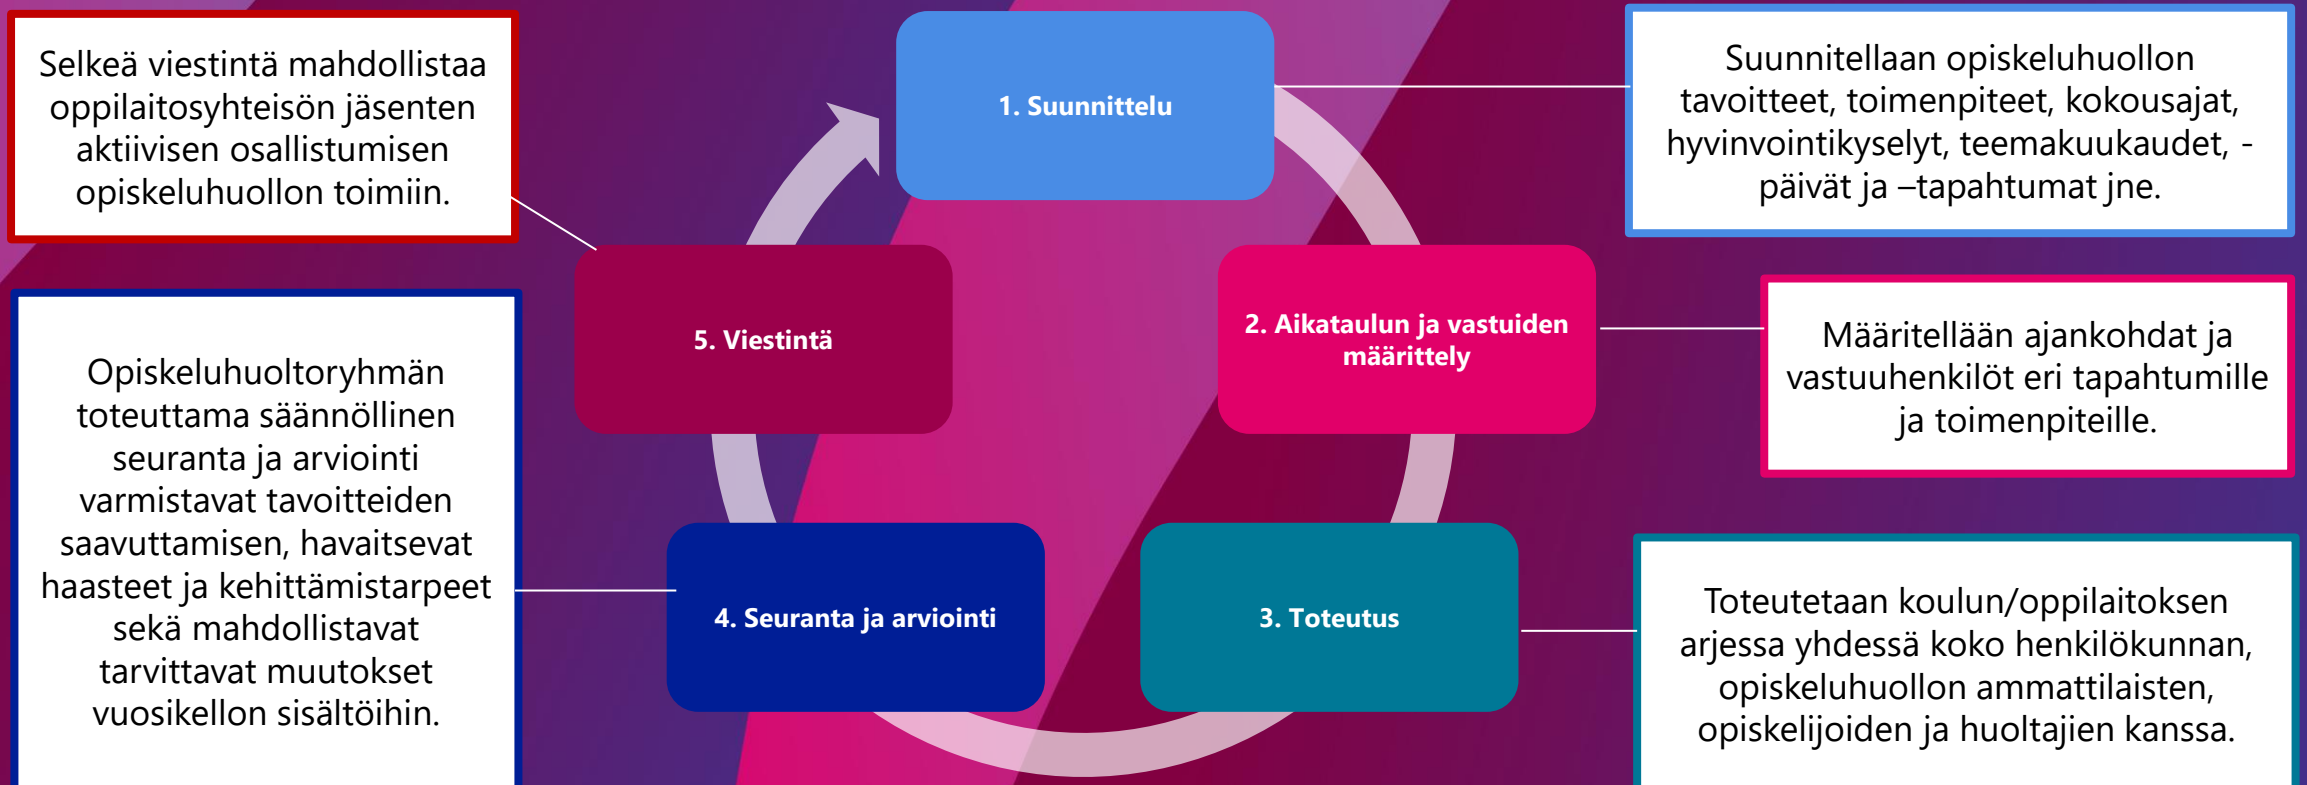 1. Suunnittelu
Suunnitellaan opiskeluhuollon
tavoitteet, toimenpiteet, kokousajat,
hyvinvointikyselyt, teemakuukaudet, -
päivät ja –tapahtumat jne.
2. Aikataulun ja vastuiden
määrittely
Määritellään ajankohdat ja
vastuuhenkilöt eri tapahtumille
ja toimenpiteille.
3. Toteutus
Toteutetaan koulun/oppilaitoksen
arjessa yhdessä koko henkilökunnan,
opiskeluhuollon ammattilaisten,
opiskelijoiden ja huoltajien kanssa.
4. Seuranta ja arviointi
Opiskeluhuoltoryhmän
toteuttama säännöllinen
seuranta ja arviointi
varmistavat tavoitteiden
saavuttamisen, havaitsevat
haasteet ja kehittämistarpeet
sekä mahdollistavat
tarvittavat muutokset
vuosikellon sisältöihin.
5. Viestintä
Selkeä viestintä mahdollistaa
oppilaitosyhteisön jäsenten
aktiivisen osallistumisen
opiskeluhuollon toimiin.